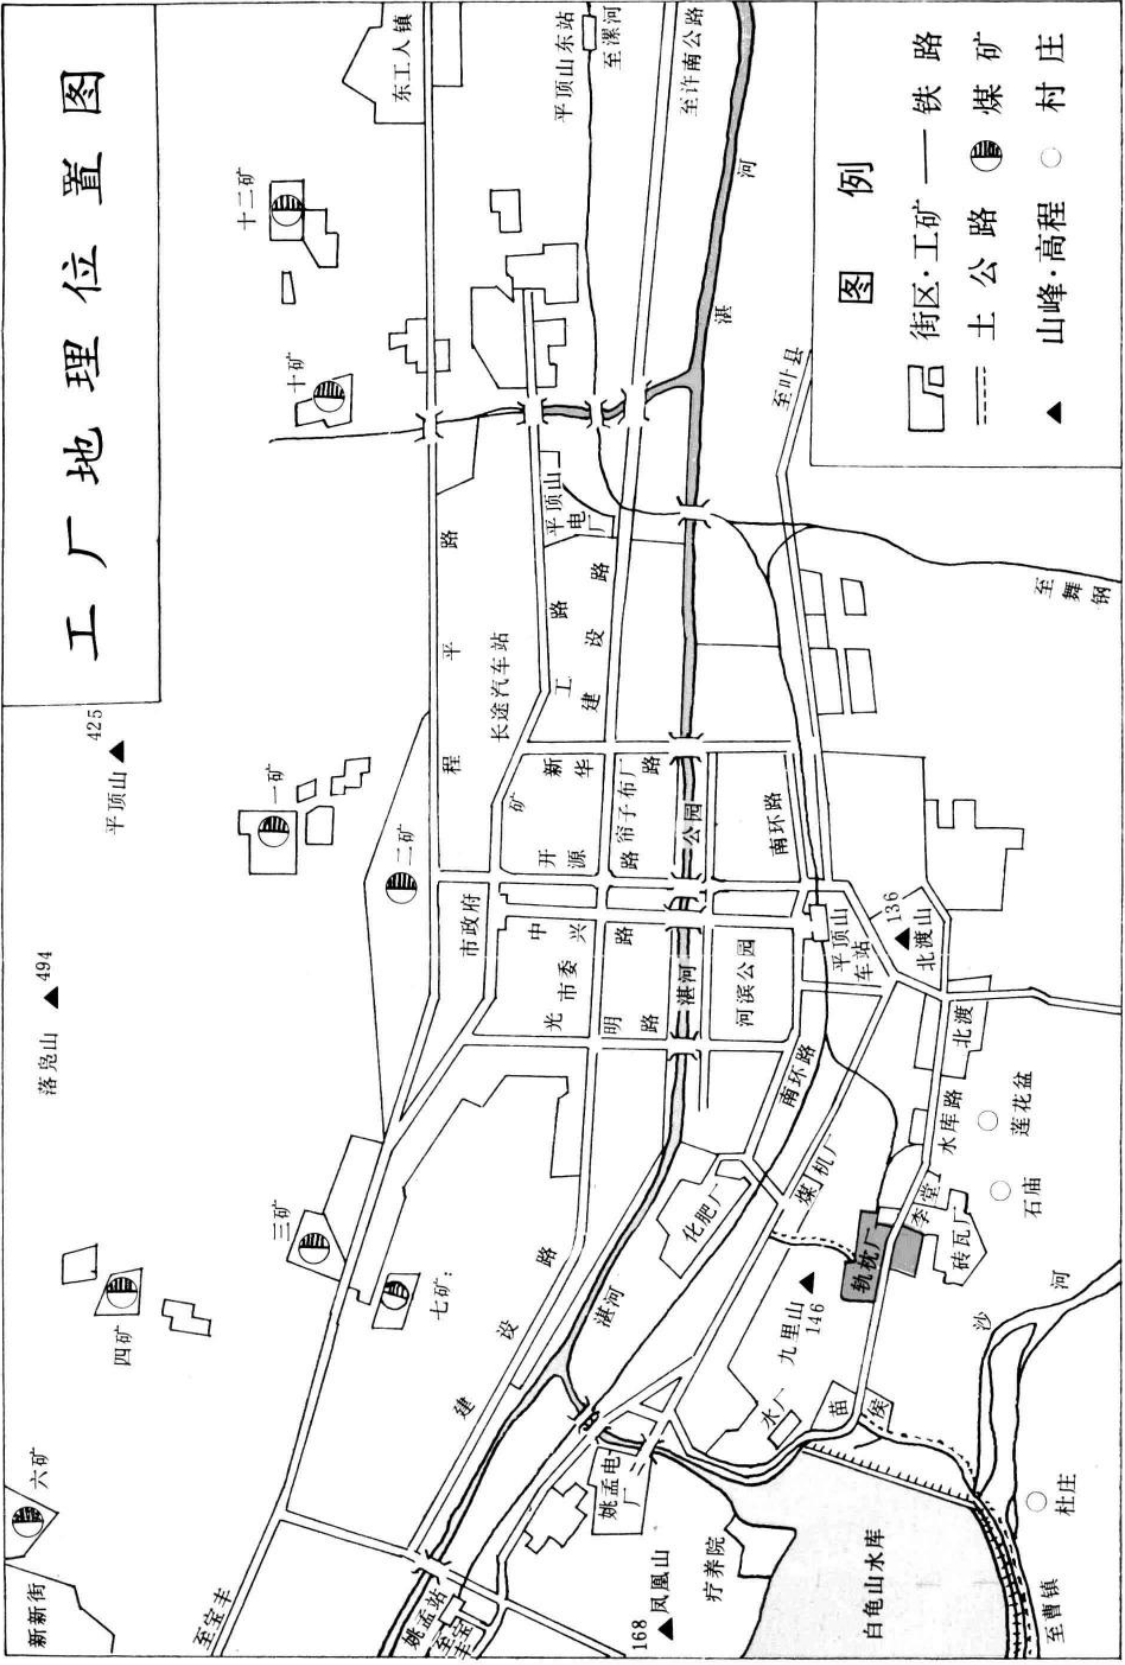 工厂地理位置图
新新街
六矿
四矿
落凫山
494
平顶山
425
三矿
一矿
十二矿
十矿
二矿
七矿
至宝丰
东工人镇
市政府
程平路
长途汽车站
矿工路
平顶山
电厂
平顶山东站
至漯河
至许南公路
建设路
建设路
光明路
市委
中兴路
开源路
新华路
帘子布厂
姚孟站
至宝丰
湛河
湛河
公园
湛河
河滨公园
南环路
南环路
姚孟电厂
凤凰山
168
疗养院
化肥厂
煤机厂
水厂
九里山
146
轨枕厂
平顶山
车站
136
北渡山
至叶县
苗侯
李堂
砖瓦厂
水库路
北渡
白龟山水库
沙河
石庙
莲花盆
杜庄
至曹镇
至舞钢
图例
街区·工矿
铁路
土公路
煤矿
山峰·高程
村庄